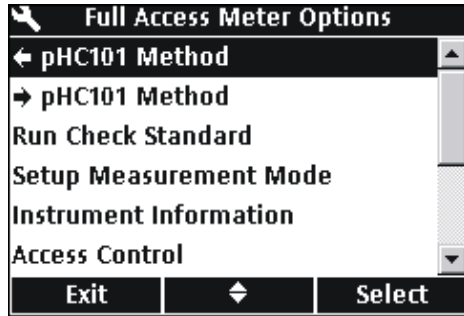 Full Access Meter Options
← pHC101 Method
→ pHC101 Method
Run Check Standard
Setup Measurement Mode
Instrument Information
Access Control
Exit Select